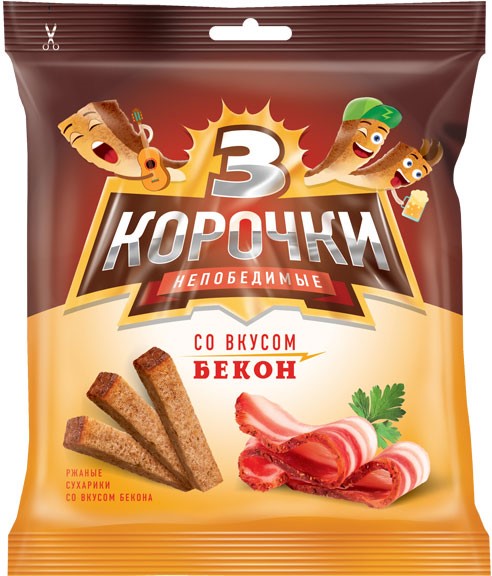 3
КОРОЧКИ
НЕПОБЕДИМЫЕ
СО ВКУСОМ
БЕКОН
РЖАНЫЕ
СУХАРИКИ
СО ВКУСОМ БЕКОНА
Z